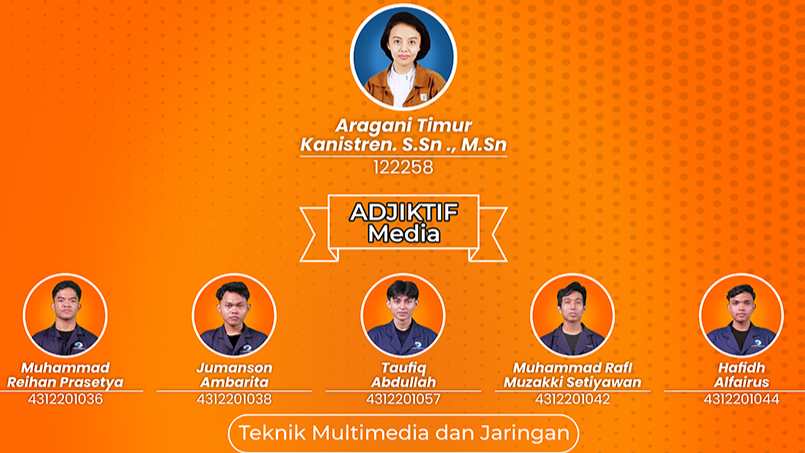 Aragani Timur
Kanistren. S.Sn ., M.Sn
122258
ADJIKTIF
Media
Muhammad
Reihan Prasetya
4312201036
Jumanson
Ambarita
4312201038
Taufiq
Abdullah
4312201057
Muhammad Rafl
Muzakki Setiyawan
4312201042
Hafidh
Alfairus
4312201044
Teknik Multimedia dan Jaringan